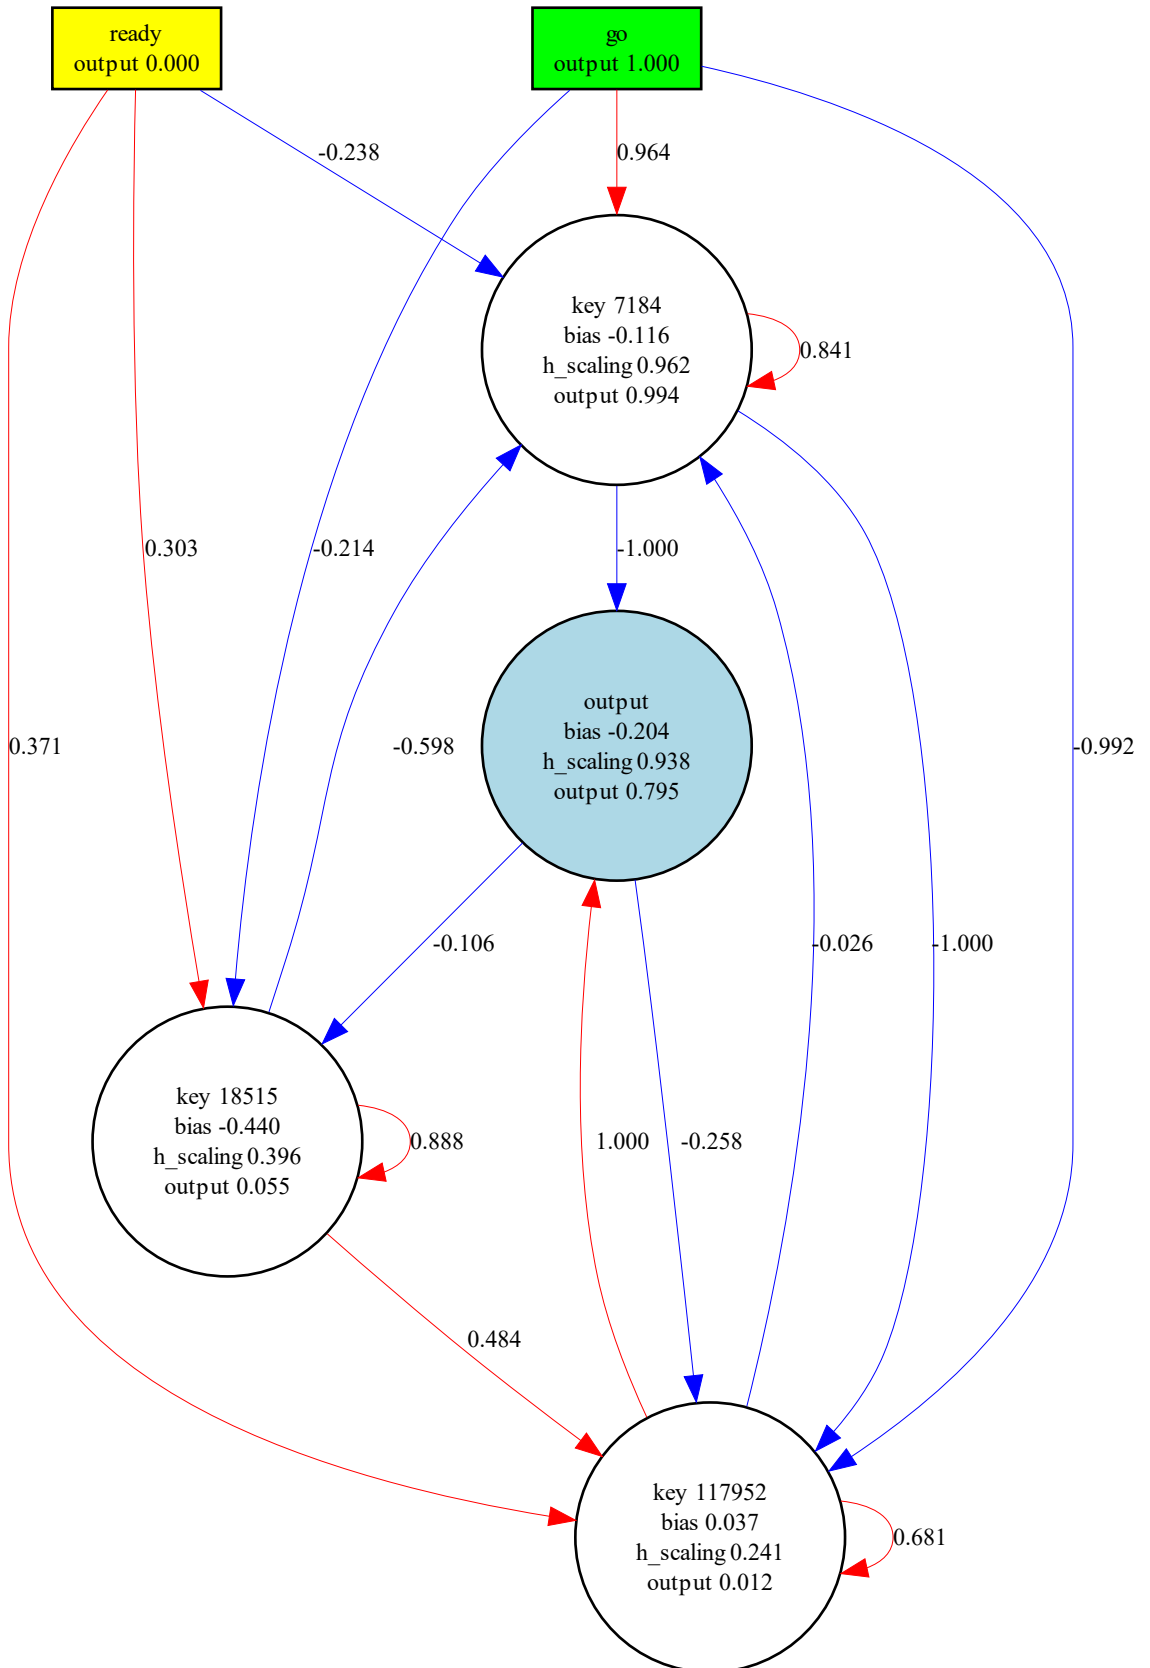 ready
output 0.000
go
output 1.000
-0.238
0.964
key 7184
bias -0.116
h_scaling 0.962
output 0.994
0.841
0.303
-0.214
-1.000
output
bias -0.204
h_scaling 0.938
output 0.795
0.371
-0.598
-0.992
-0.106
-0.026
-1.000
key 18515
bias -0.440
h_scaling 0.396
output 0.055
0.888
1.000
-0.258
0.484
key 117952
bias 0.037
h_scaling 0.241
output 0.012
0.681